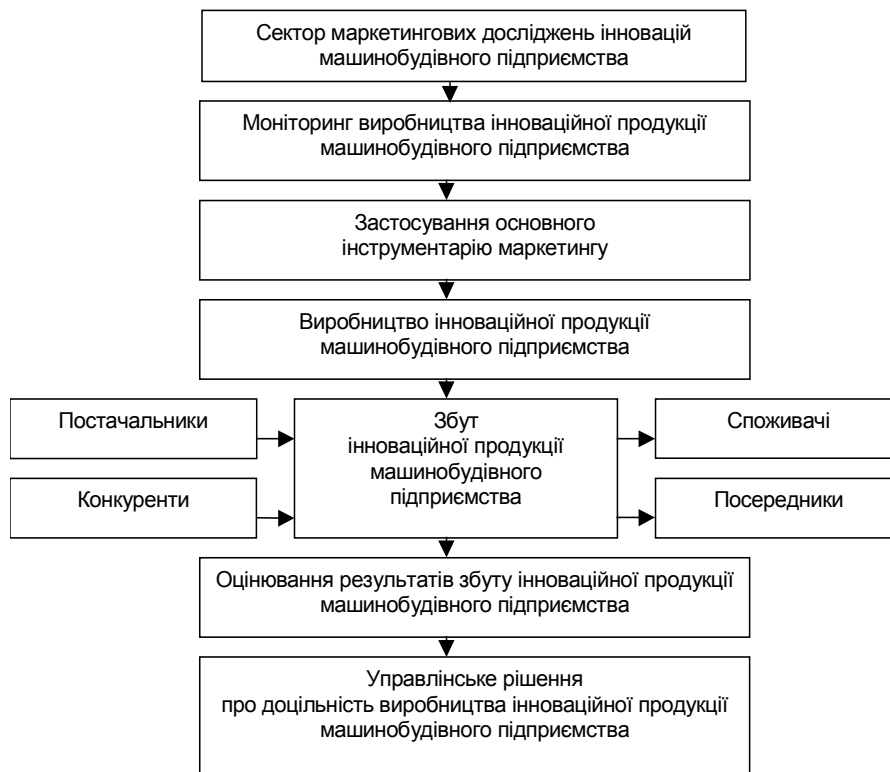 Сектор маркетингових досліджень інновацій
машинобудівного підприємства
Моніторинг виробництва інноваційної продукції
машинобудівного підприємства
Застосування основного
інструментарію маркетингу
Виробництво інноваційної продукції
машинобудівного підприємства
Постачальники
Конкуренти
Збут
інноваційної продукції
машинобудівного
підприємства
Споживачі
Посередники
Оцінювання результатів збуту інноваційної продукції
машинобудівного підприємства
Управлінське рішення
про доцільність виробництва інноваційної продукції
машинобудівного підприємства